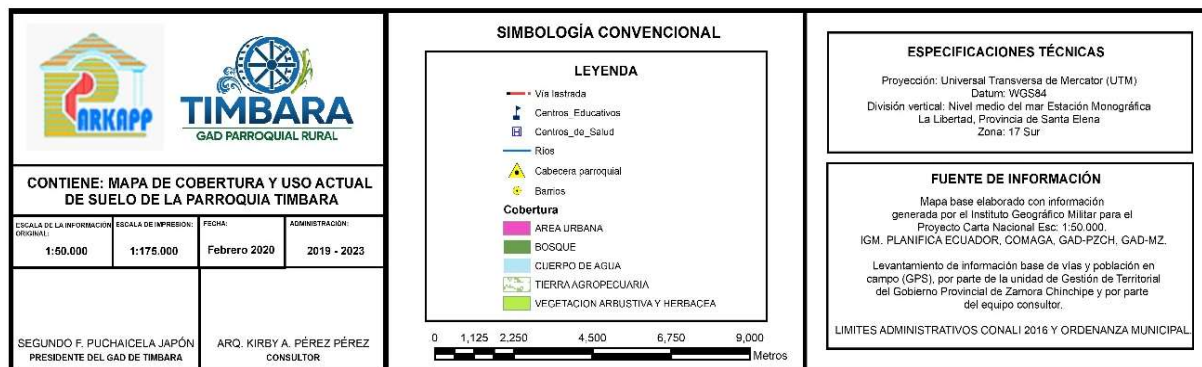 PARKAPP
TIMBARA
GAD PARROQUIAL RURAL
CONTIENE: MAPA DE COBERTURA Y USO ACTUAL
DE SUELO DE LA PARROQUIA TIMBARA
ESCALA DE LA INFORMACIÓN
ORIGINAL:
1:50.000
ESCALA DE IMPRESIÓN:
1:175.000
FECHA:
Febrero 2020
ADMINISTRACIÓN:
2019 - 2023
SEGUNDO F. PUCHAICELA JAPÓN
PRESIDENTE DEL GAD DE TIMBARA
ARQ. KIRBY A. PÉREZ PÉREZ
CONSULTOR
SIMBOLOGÍA CONVENCIONAL
LEYENDA
Vía lastrada
Centros_Educativos
Centros_de_Salud
Ríos
Cabecera parroquial
Barrios
Cobertura
AREA URBANA
BOSQUE
CUERPO DE AGUA
TIERRA AGROPECUARIA
VEGETACION ARBUSTIVA Y HERBACEA
0 1,125 2,250 4,500 6,750 9,000
Metros
ESPECIFICACIONES TÉCNICAS
Proyección: Universal Transversa de Mercator (UTM)
Datum: WGS84
División vertical: Nivel medio del mar Estación Monográfica
La Libertad, Provincia de Santa Elena
Zona: 17 Sur
FUENTE DE INFORMACIÓN
Mapa base elaborado con información
generada por el Instituto Geográfico Militar para el
Proyecto Carta Nacional Esc: 1:50.000.
IGM. PLANIFICA ECUADOR, COMAGA, GAD-PZCH, GAD-MZ.
Levantamiento de información base de vías y población en
campo (GPS), por parte de la unidad de Gestión de Territorial
del Gobierno Provincial de Zamora Chinchipe y por parte
del equipo consultor.
LIMITES ADMINISTRATIVOS CONALI 2016 Y ORDENANZA MUNICIPAL.